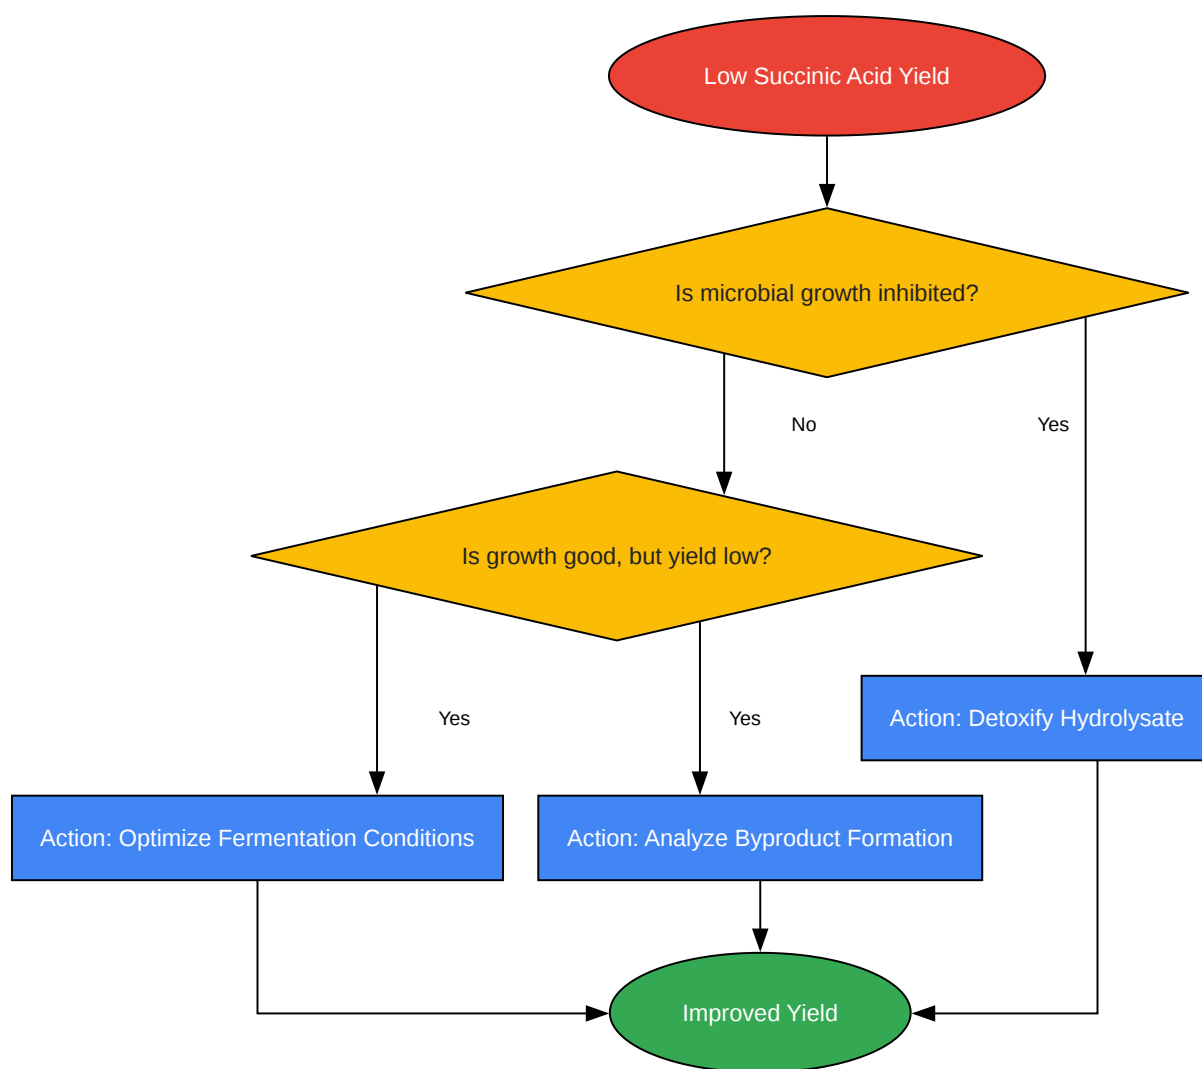 Low Succinic Acid Yield
Is microbial growth inhibited?
No
Yes
Is growth good, but yield low?
Yes
Yes
Action: Detoxify Hydrolysate
Action: Optimize Fermentation Conditions
Action: Analyze Byproduct Formation
Improved Yield